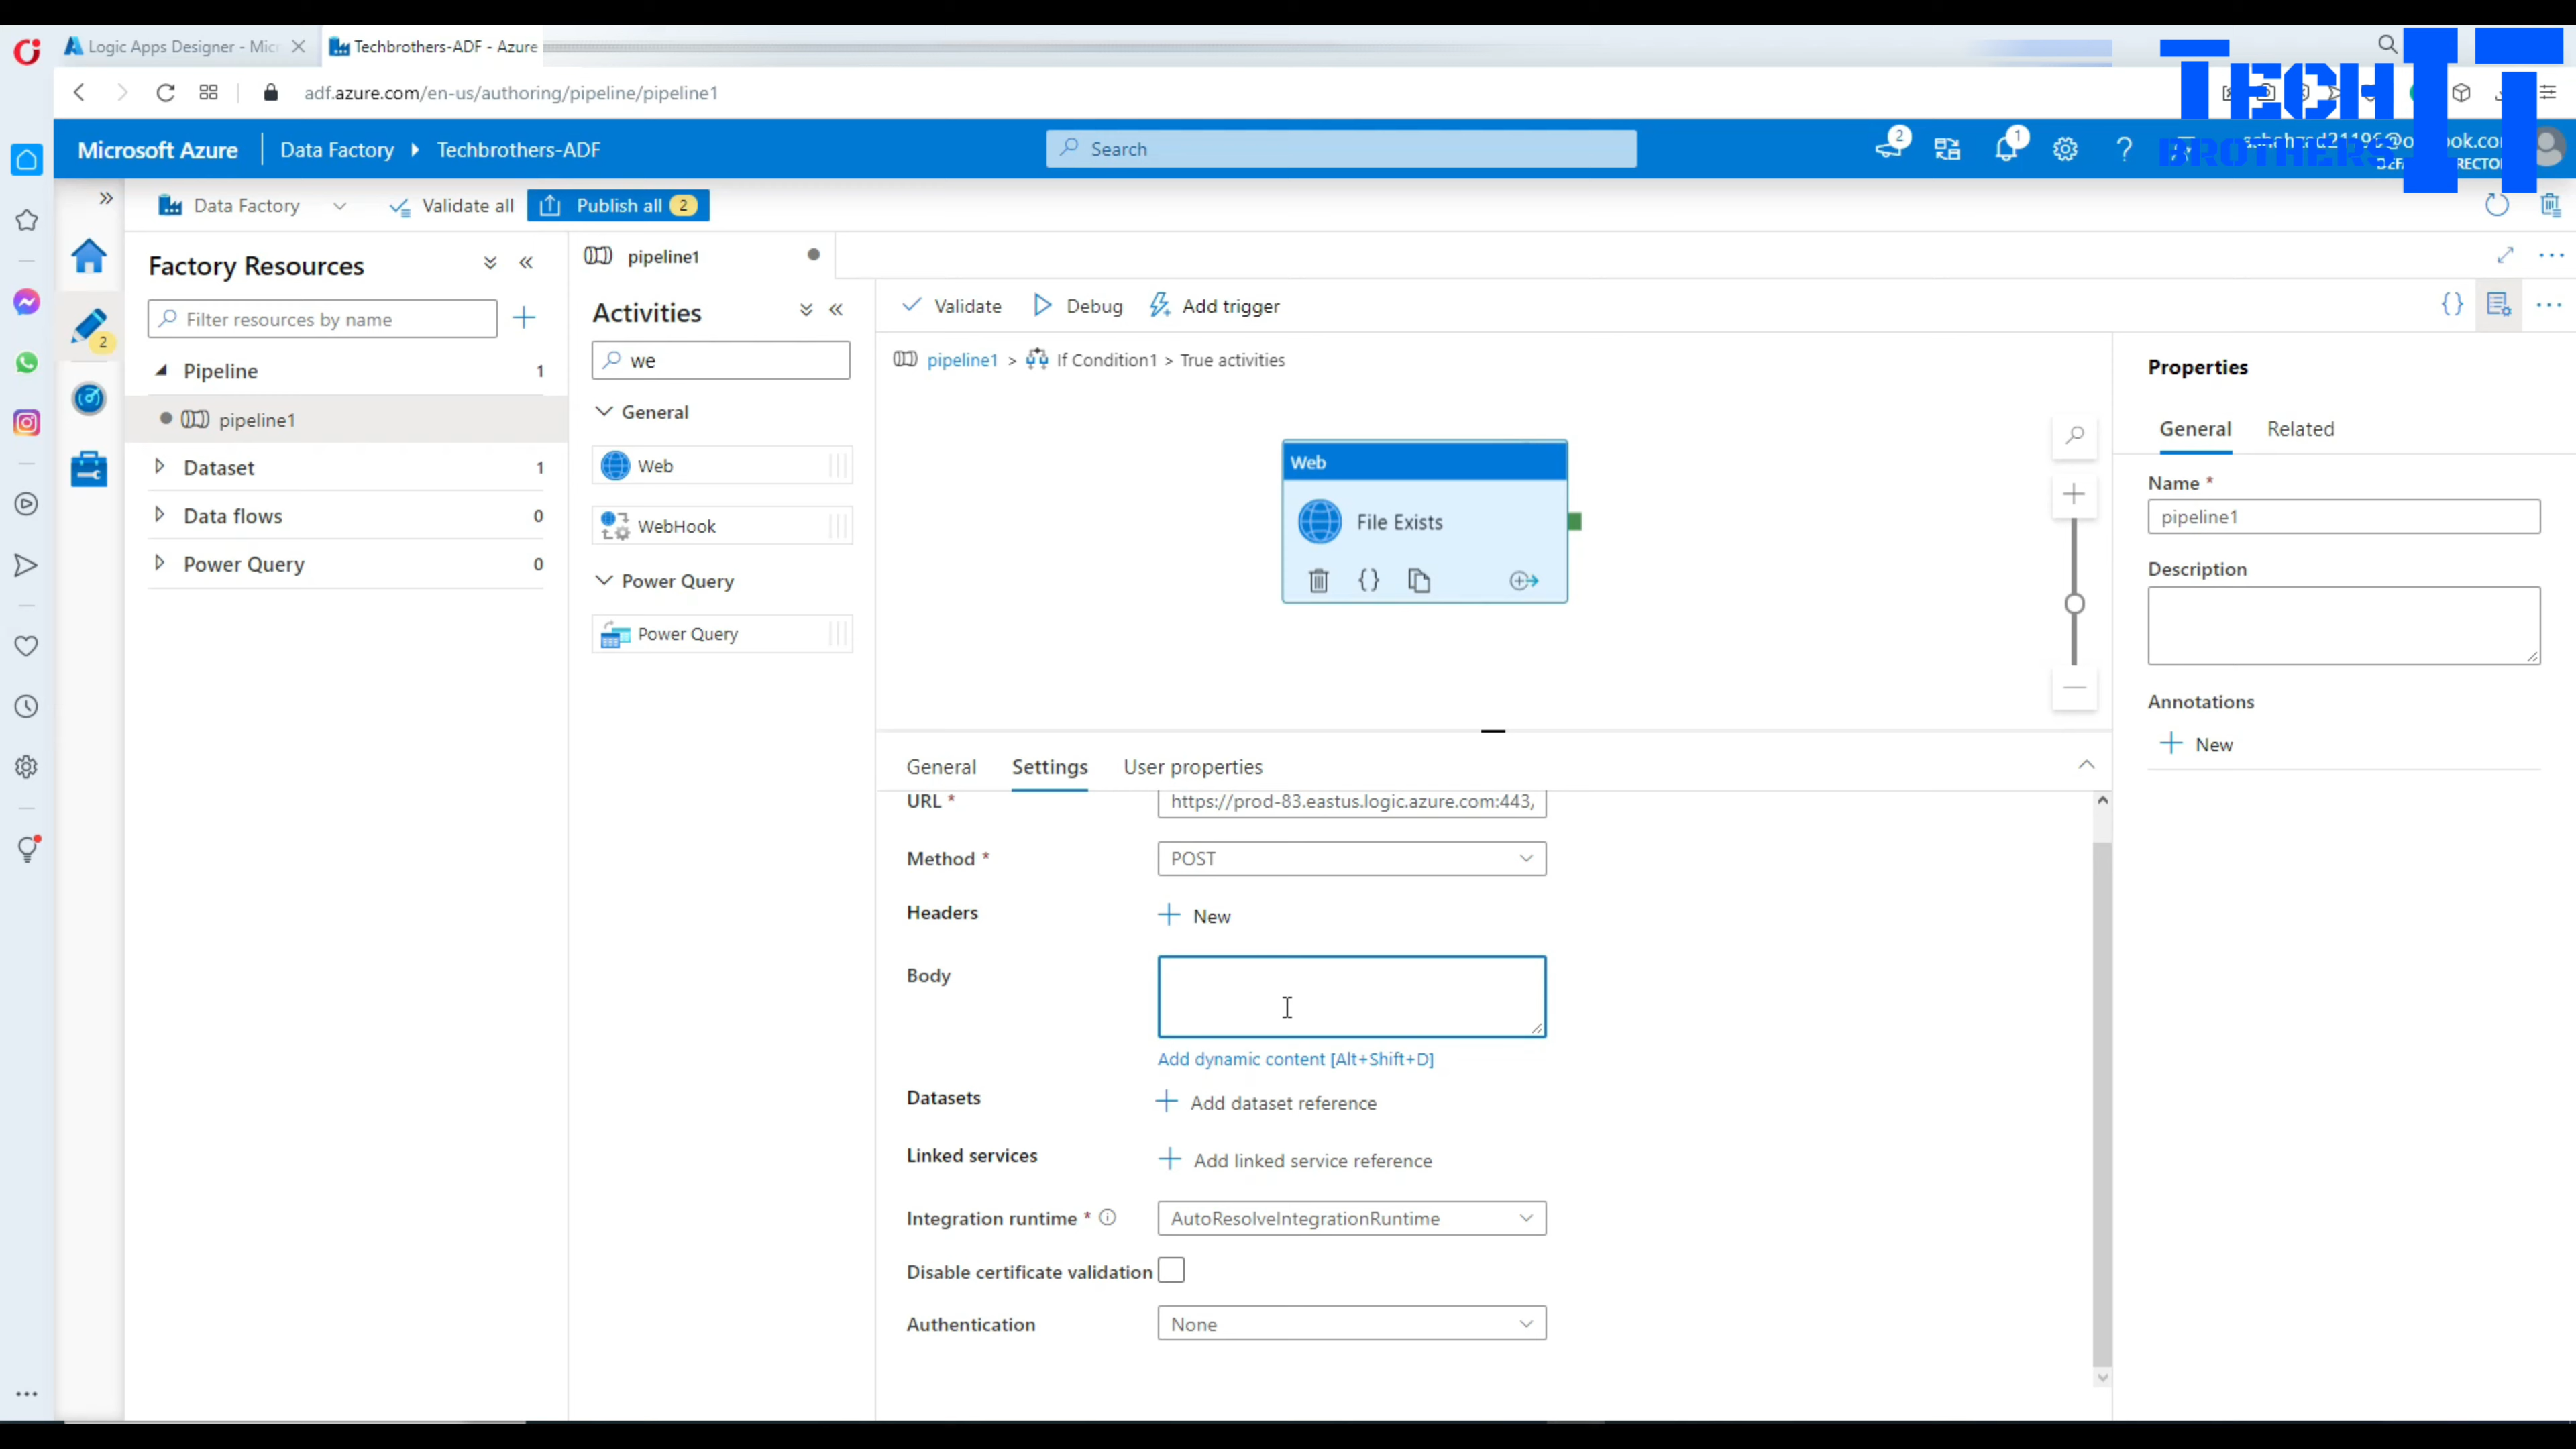 Logic Apps Designer - Mic
Techbrothers-ADF - Azure
adf.azure.com/en-us/authoring/pipeline/pipeline1
TECH IT
BROTHERS
Microsoft Azure
Data Factory
Techbrothers-ADF
Search
2
1
Data Factory
Validate all
Publish all 2
Factory Resources
pipeline1
Filter resources by name
Activities
Validate
Debug
Add trigger
2
we
pipeline1 > If Condition1 > True activities
Pipeline 1
Properties
General
pipeline1
General
Related
Web
Dataset 1
Web
Name *
Data flows 0
WebHook
File Exists
pipeline1
Power Query 0
Power Query
Description
Power Query
Annotations
New
General
Settings
User properties
URL * https://prod-83.eastus.logic.azure.com:443,
Method * POST
Headers
New
Body
Add dynamic content [Alt+Shift+D]
Datasets
Add dataset reference
Linked services
Add linked service reference
Integration runtime *
AutoResolveIntegrationRuntime
Disable certificate validation
Authentication
None